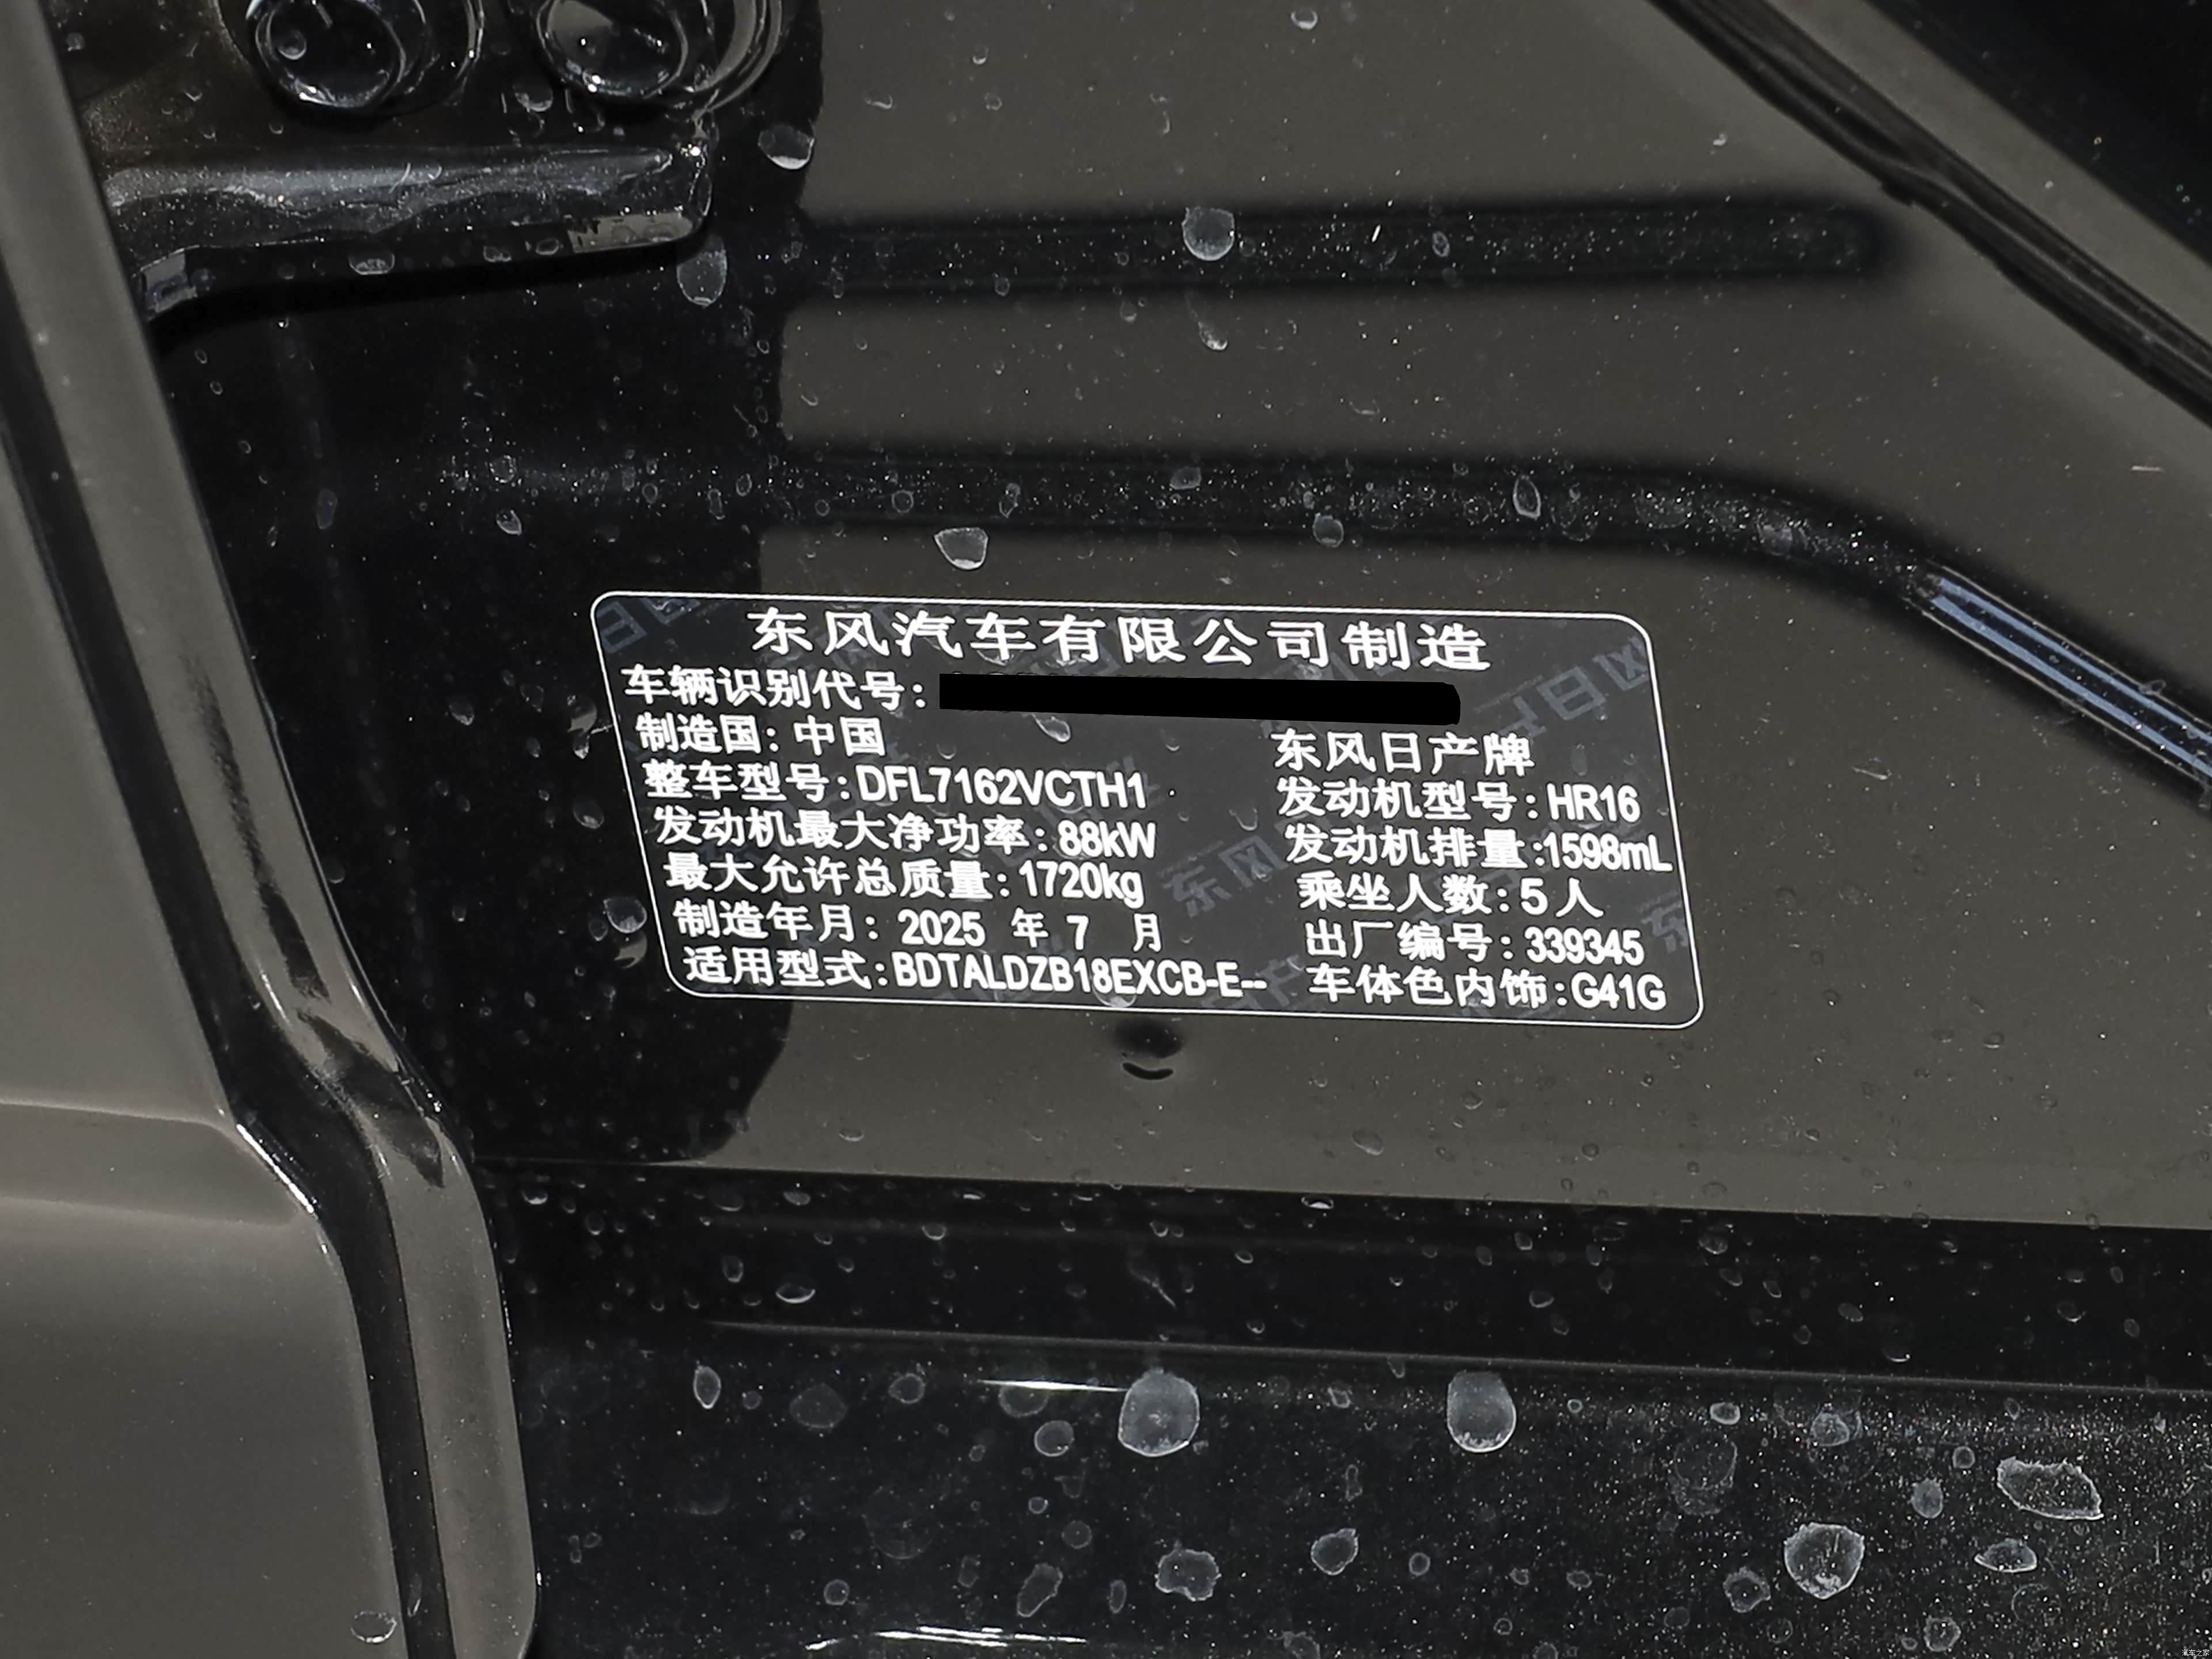 东风汽车有限公司制造
车辆识别代号:
制造国: 中国 东风日产牌
整车型号:DFL7162VCTH1 发动机型号:HR16
发动机最大净功率:88kW 发动机排量:1598mL
最大允许总质量:1720kg 乘坐人数:5人
制造年月: 2025 年 7 月 出厂编号:339345
适用型式:BDTALDZB18EXCB-E-- 车体色内饰:G41G
汽车之家